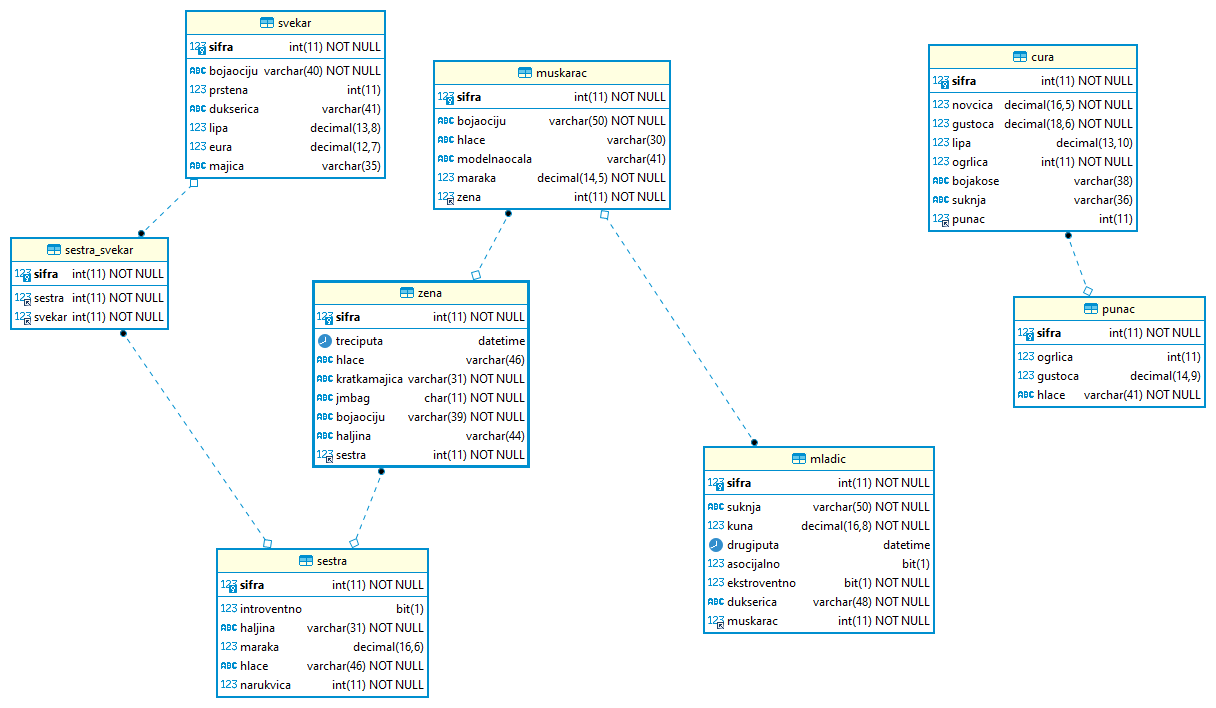 svekar
123 sifra int(11) NOT NULL
ABC bojaociju varchar(40) NOT NULL
123 prstena int(11)
ABC dukserica varchar(41)
123 lipa decimal(13,8)
123 eura decimal(12,7)
ABC majica varchar(35)
muskarac
123 sifra int(11) NOT NULL
ABC bojaociju varchar(50) NOT NULL
ABC hlace varchar(30)
ABC modelnaocala varchar(41)
123 maraka decimal(14,5) NOT NULL
123 zena int(11) NOT NULL
cura
123 sifra int(11) NOT NULL
123 novcica decimal(16,5) NOT NULL
123 gustoca decimal(18,6) NOT NULL
123 lipa decimal(13,10)
123 ogrlica int(11) NOT NULL
ABC bojakose varchar(38)
ABC suknja varchar(36)
123 punac int(11)
sestra_svekar
123 sifra int(11) NOT NULL
123 sestra int(11) NOT NULL
123 svekar int(11) NOT NULL
zena
123 sifra int(11) NOT NULL
treciputa datetime
ABC hlace varchar(46)
ABC kratkamajica varchar(31) NOT NULL
ABC jmbag char(11) NOT NULL
ABC bojaociju varchar(39) NOT NULL
ABC haljina varchar(44)
123 sestra int(11) NOT NULL
punac
123 sifra int(11) NOT NULL
123 ogrlica int(11)
123 gustoca decimal(14,9)
ABC hlace varchar(41) NOT NULL
mladic
123 sifra int(11) NOT NULL
ABC suknja varchar(50) NOT NULL
123 kuna decimal(16,8) NOT NULL
drugiputa datetime
123 asocijalno bit(1)
123 ekstroventno bit(1) NOT NULL
ABC dukserica varchar(48) NOT NULL
123 muskarac int(11) NOT NULL
sestra
123 sifra int(11) NOT NULL
123 introventno bit(1)
ABC haljina varchar(31) NOT NULL
123 maraka decimal(16,6)
ABC hlace varchar(46) NOT NULL
123 narukvica int(11) NOT NULL